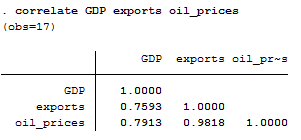 . correlate GDP exports oil_prices
(obs=17)
GDP exports oil_pr~s
GDP 1.0000
exports 0.7593 1.0000
oil_prices 0.7913 0.9818 1.0000